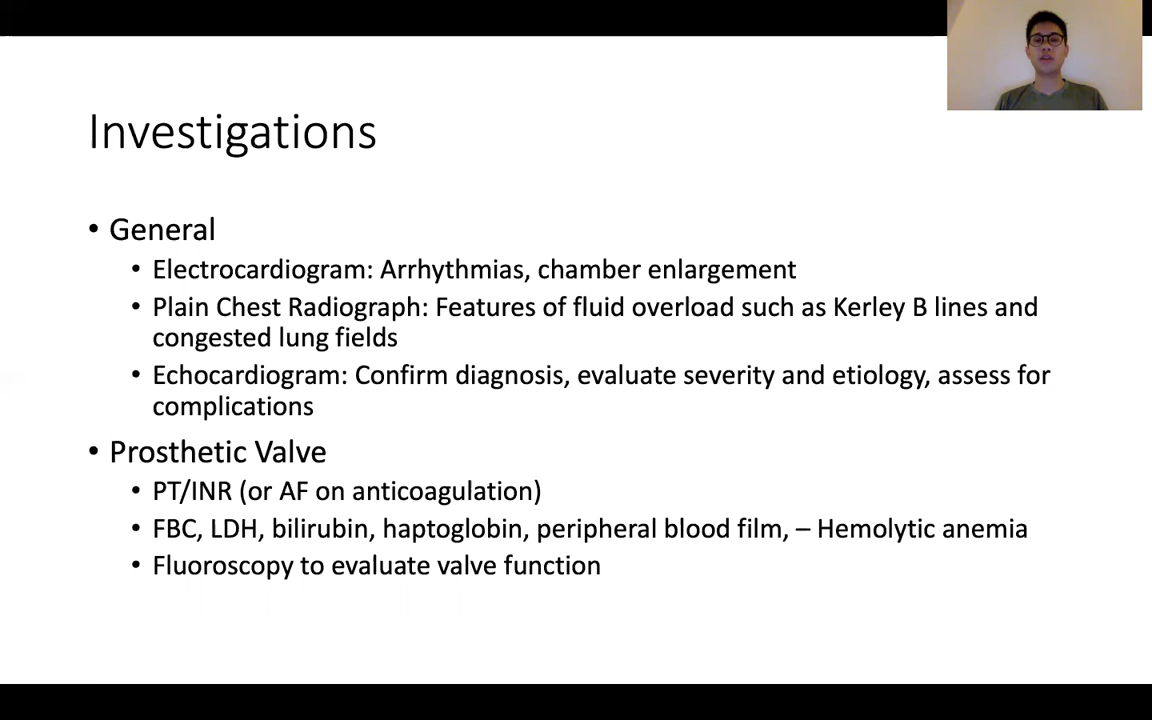 Investigations
• General
• Electrocardiogram: Arrhythmias, chamber enlargement
• Plain Chest Radiograph: Features of fluid overload such as Kerley B lines and
congested lung fields
• Echocardiogram: Confirm diagnosis, evaluate severity and etiology, assess for
complications
• Prosthetic Valve
• PT/INR (or AF on anticoagulation)
• FBC, LDH, bilirubin, haptoglobin, peripheral blood film, – Hemolytic anemia
• Fluoroscopy to evaluate valve function